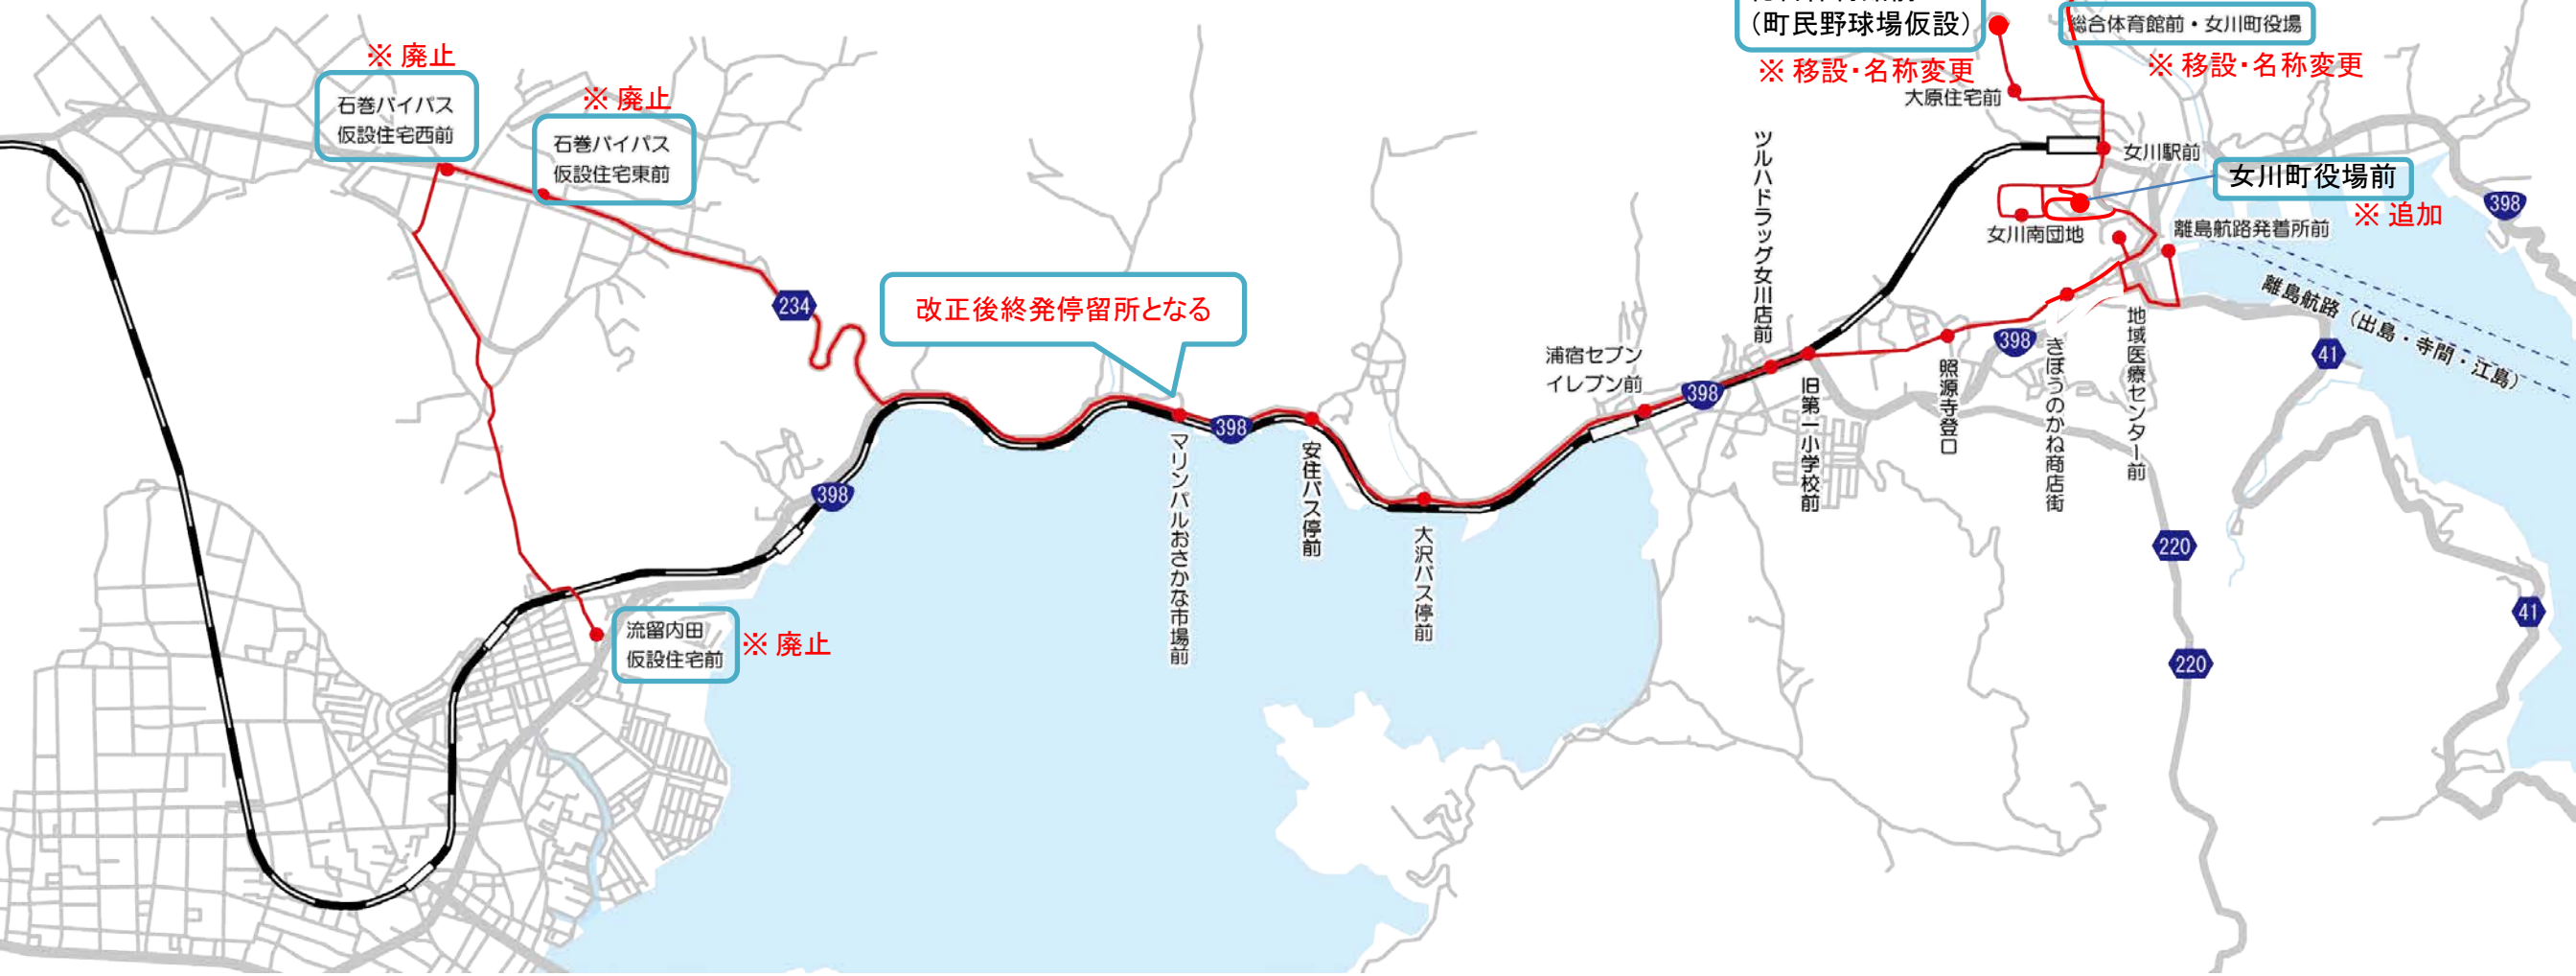 (町民野球場仮設)
※ 移設・名称変更
総合体育館前・女川町役場
※ 移設・名称変更
※ 廃止
石巻バイパス
仮設住宅西前
※ 廃止
石巻バイパス
仮設住宅東前
大原住宅前
女川駅前
女川町役場前
※ 追加
398
女川南団地
離島航路発着所前
離島航路(出島・寺間・江島)
234
改正後終発停留所となる
ツルハドラッグ女川店前
浦宿セブン
イレブン前
398
旧第一小学校前
照源寺登口
398
きぼうのかね商店街
地域医療センター前
41
398
マリンパルおさかな市場前
398
安住バス停前
大沢バス停前
220
41
220
流留内田
仮設住宅前
※ 廃止